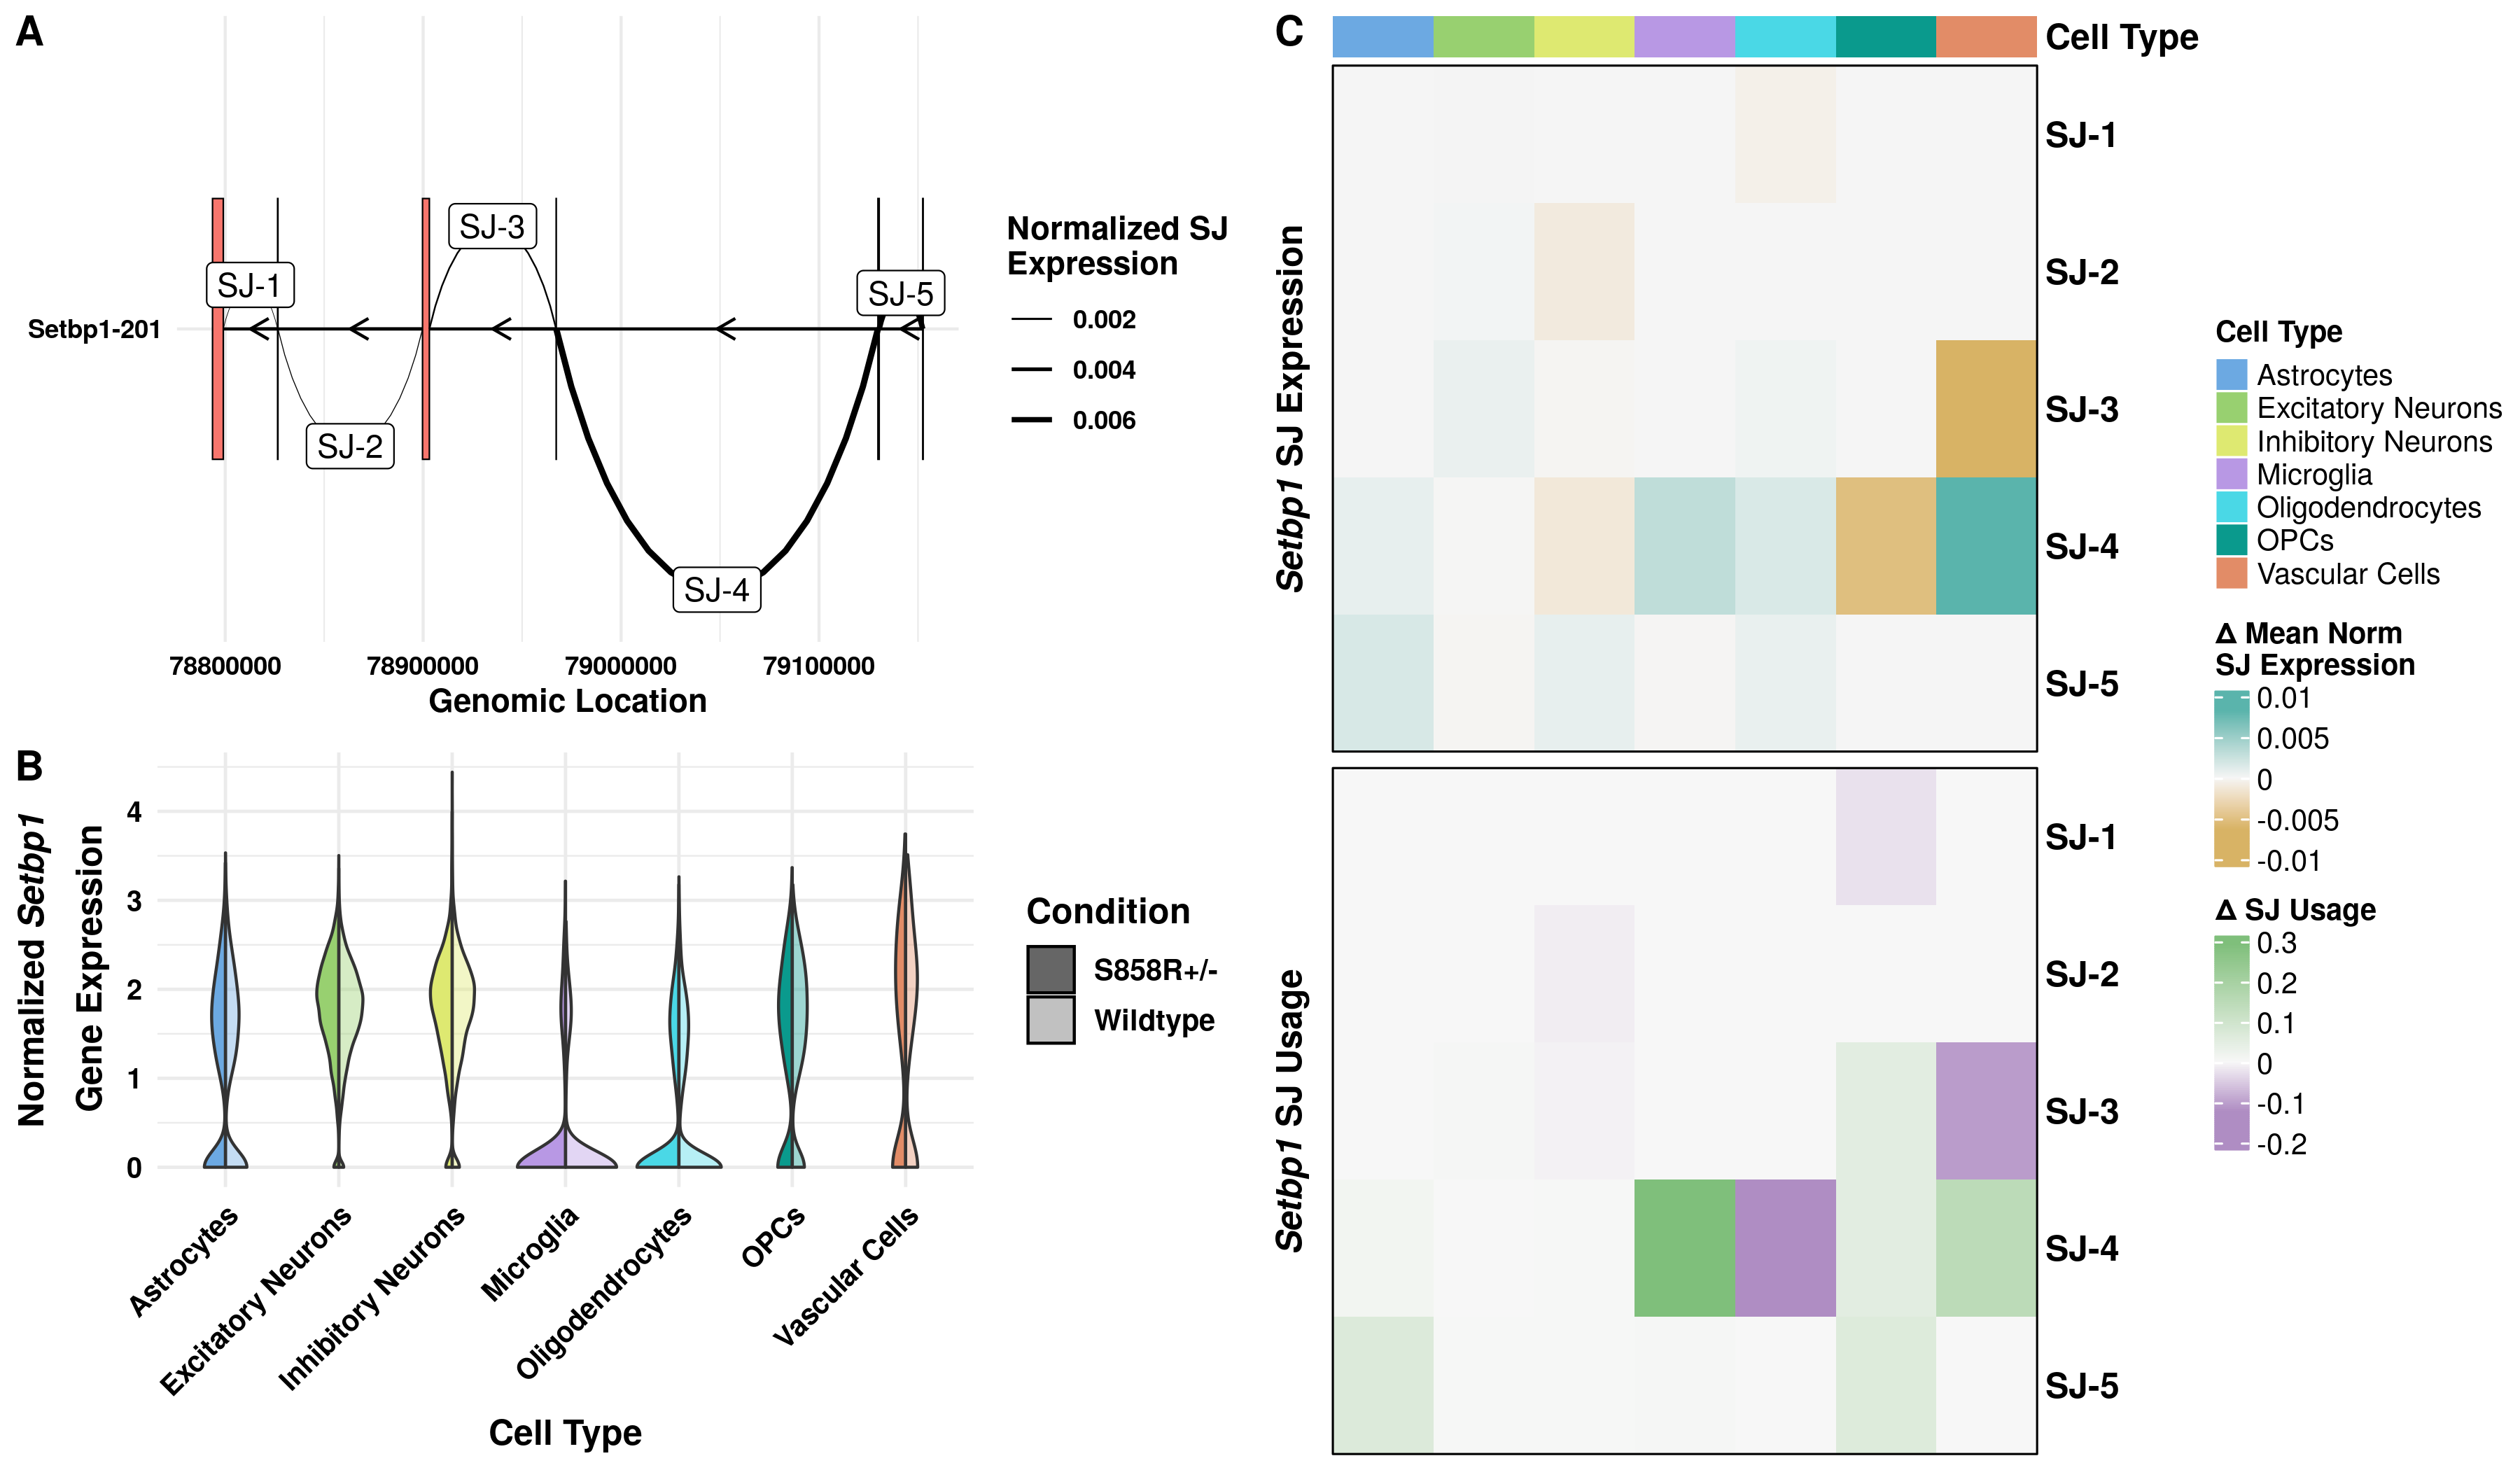 A
SJ-3
SJ-1
SJ-5
Setbp1-201
SJ-2
SJ-4
78800000
78900000
79000000
79100000
Genomic Location
Normalized SJ
Expression
0.002
0.004
0.006
B
Normalized Setbp1
Gene Expression
4
3
2
1
0
Astrocytes
Excitatory Neurons
Inhibitory Neurons
Microglia
Oligodendrocytes
OPCs
Vascular Cells
Cell Type
Condition
S858R+/-
Wildtype
C
Cell Type
Setbp1 SJ Expression
SJ-1
SJ-2
SJ-3
SJ-4
SJ-5
Setbp1 SJ Usage
SJ-1
SJ-2
SJ-3
SJ-4
SJ-5
Cell Type
Astrocytes
Excitatory Neurons
Inhibitory Neurons
Microglia
Oligodendrocytes
OPCs
Vascular Cells
Δ Mean Norm
SJ Expression
0.01
0.005
0
-0.005
-0.01
Δ SJ Usage
0.3
0.2
0.1
0
-0.1
-0.2